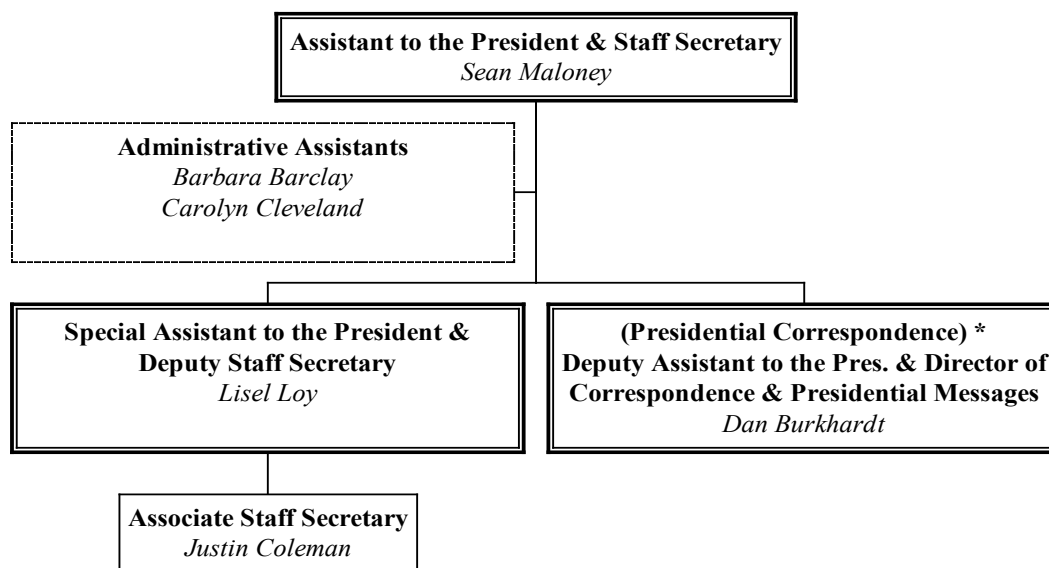 Assistant to the President & Staff Secretary
Sean Maloney
Administrative Assistants
Barbara Barclay
Carolyn Cleveland
Special Assistant to the President &
Deputy Staff Secretary
Lisel Loy
(Presidential Correspondence) *
Deputy Assistant to the Pres. & Director of
Correspondence & Presidential Messages
Dan Burkhardt
Associate Staff Secretary
Justin Coleman